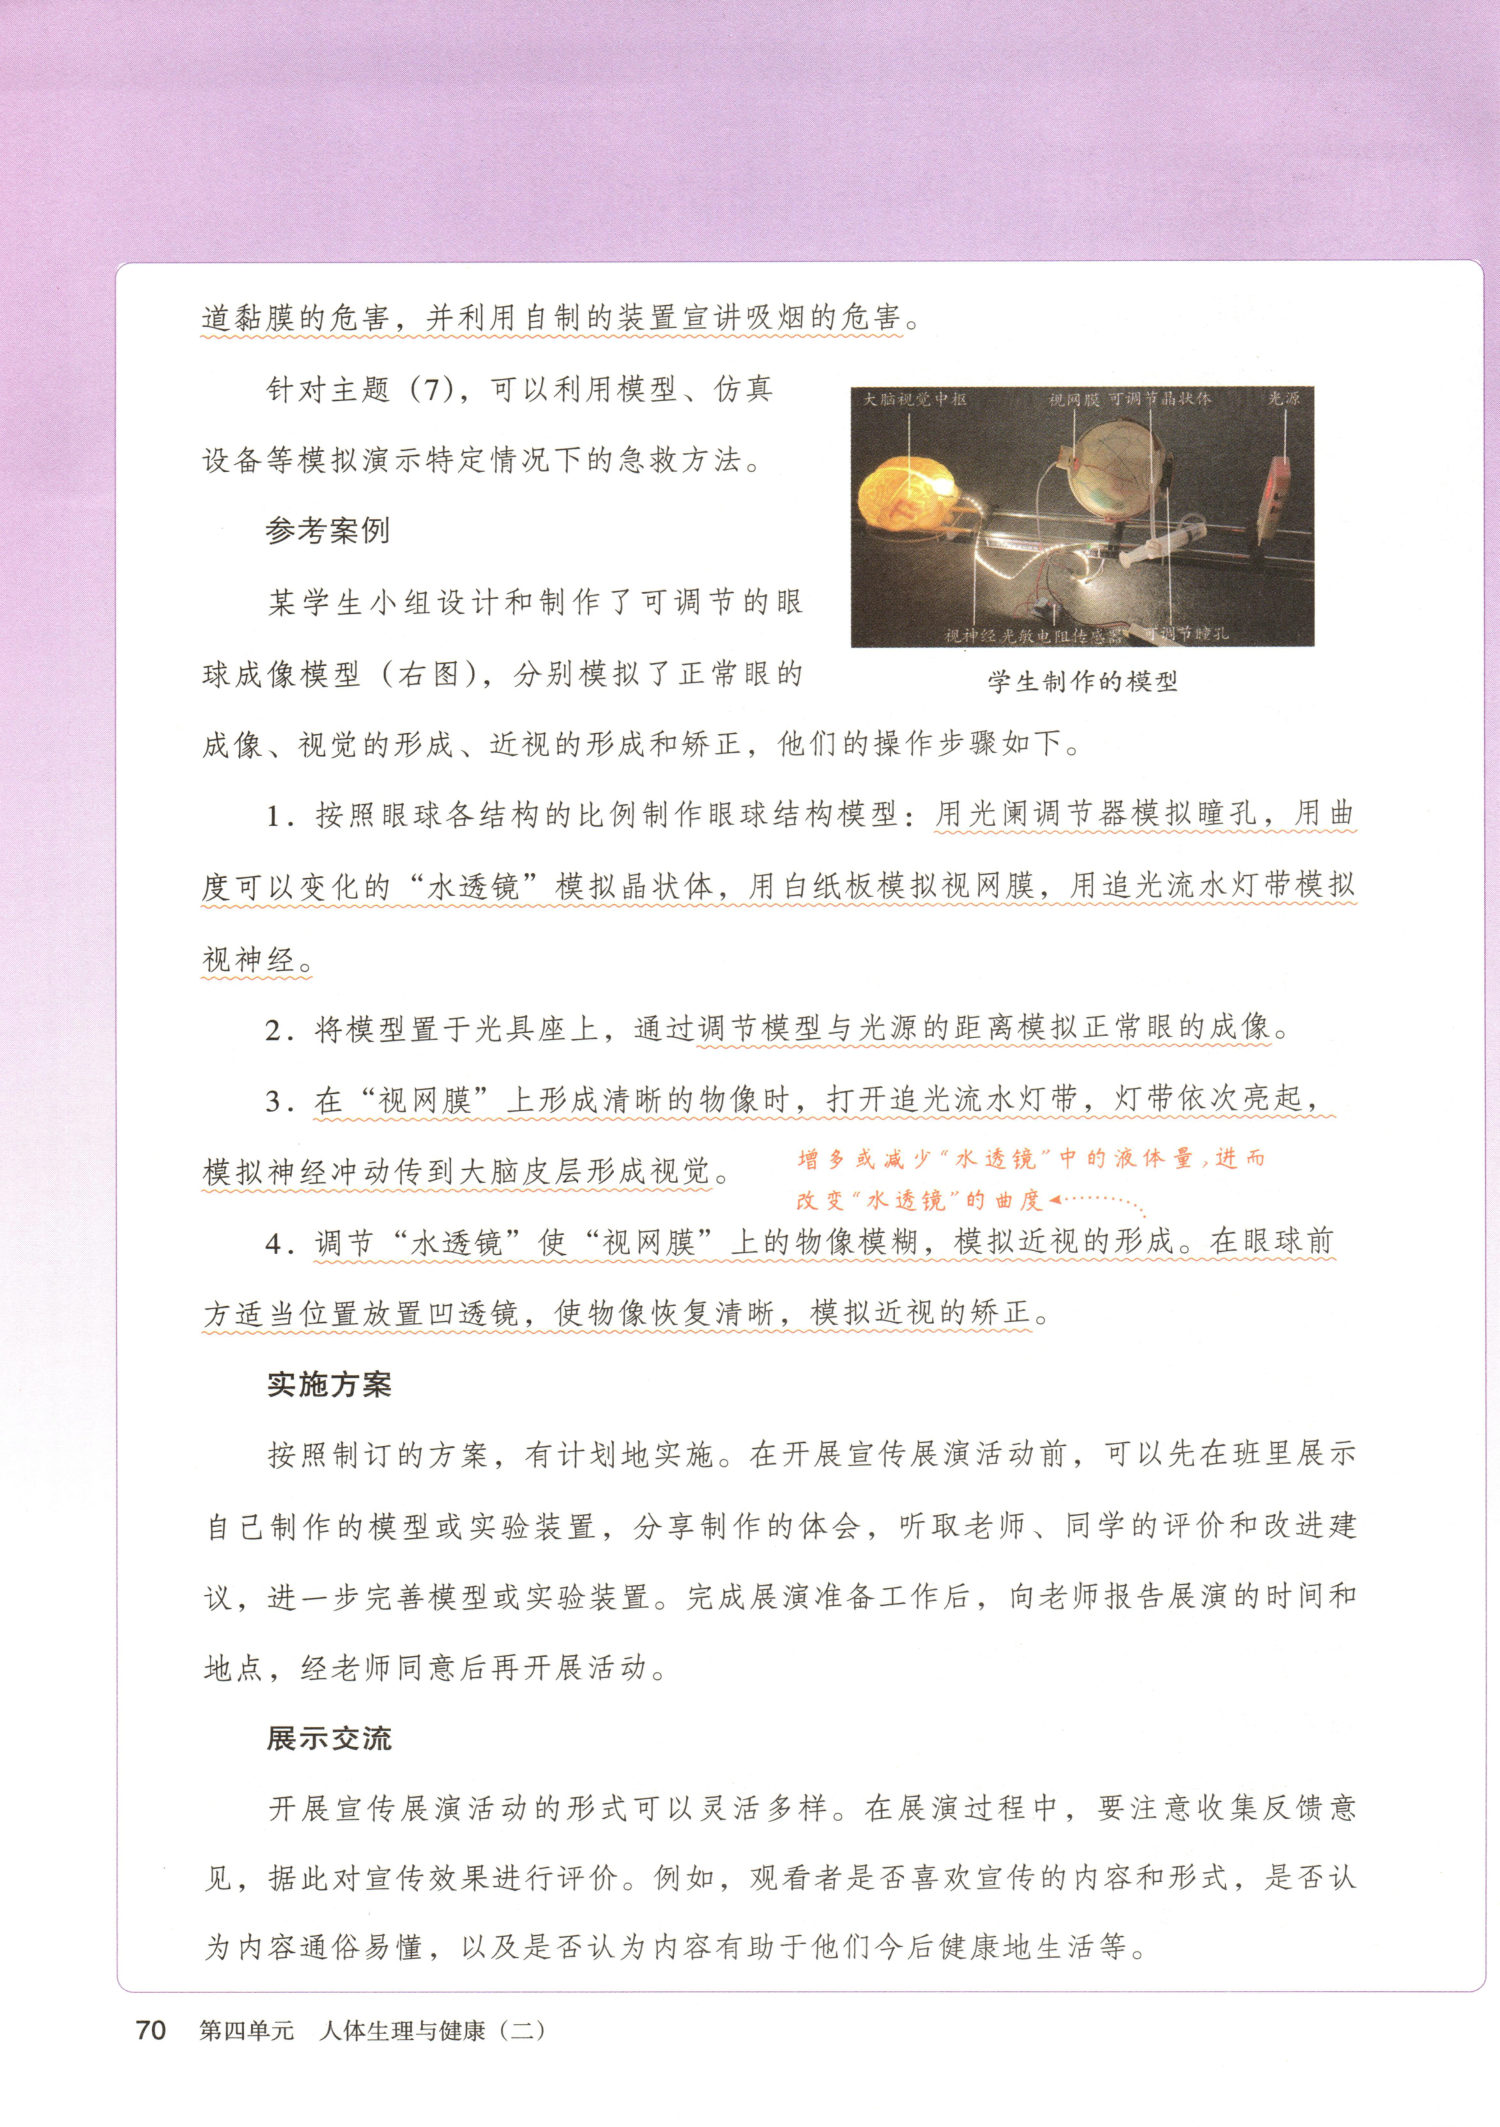 道黏膜的危害，并利用自制的装置宣讲吸烟的危害。
针对主题（7），可以利用模型、仿真
设备等模拟演示特定情况下的急救方法。
参考案例
某学生小组设计和制作了可调节的眼
球成像模型（右图），分别模拟了正常眼的
大脑视觉中枢 视网膜 可调节晶状体 光源
视神经 光敏电阻传感器 可调节瞳孔
学生制作的模型
成像、视觉的形成、近视的形成和矫正，他们的操作步骤如下。
1. 按照眼球各结构的比例制作眼球结构模型：用光阑调节器模拟瞳孔，用曲
度可以变化的“水透镜”模拟晶状体，用白纸板模拟视网膜，用追光流水灯带模拟
视神经。
2. 将模型置于光具座上，通过调节模型与光源的距离模拟正常眼的成像。
3. 在“视网膜”上形成清晰的物像时，打开追光流水灯带，灯带依次亮起，
模拟神经冲动传到大脑皮层形成视觉。
增多或减少“水透镜”中的液体量，进而
改变“水透镜”的曲度
4. 调节“水透镜”使“视网膜”上的物像模糊，模拟近视的形成。在眼球前
方适当位置放置凹透镜，使物像恢复清晰，模拟近视的矫正。
实施方案
按照制订的方案，有计划地实施。在开展宣传展演活动前，可以先在班里展示
自己制作的模型或实验装置，分享制作的体会，听取老师、同学的评价和改进建
议，进一步完善模型或实验装置。完成展演准备工作后，向老师报告展演的时间和
地点，经老师同意后再开展活动。
展示交流
开展宣传展演活动的形式可以灵活多样。在展演过程中，要注意收集反馈意
见，据此对宣传效果进行评价。例如，观看者是否喜欢宣传的内容和形式，是否认
为内容通俗易懂，以及是否认为内容有助于他们今后健康地生活等。
70 第四单元 人体生理与健康（二）